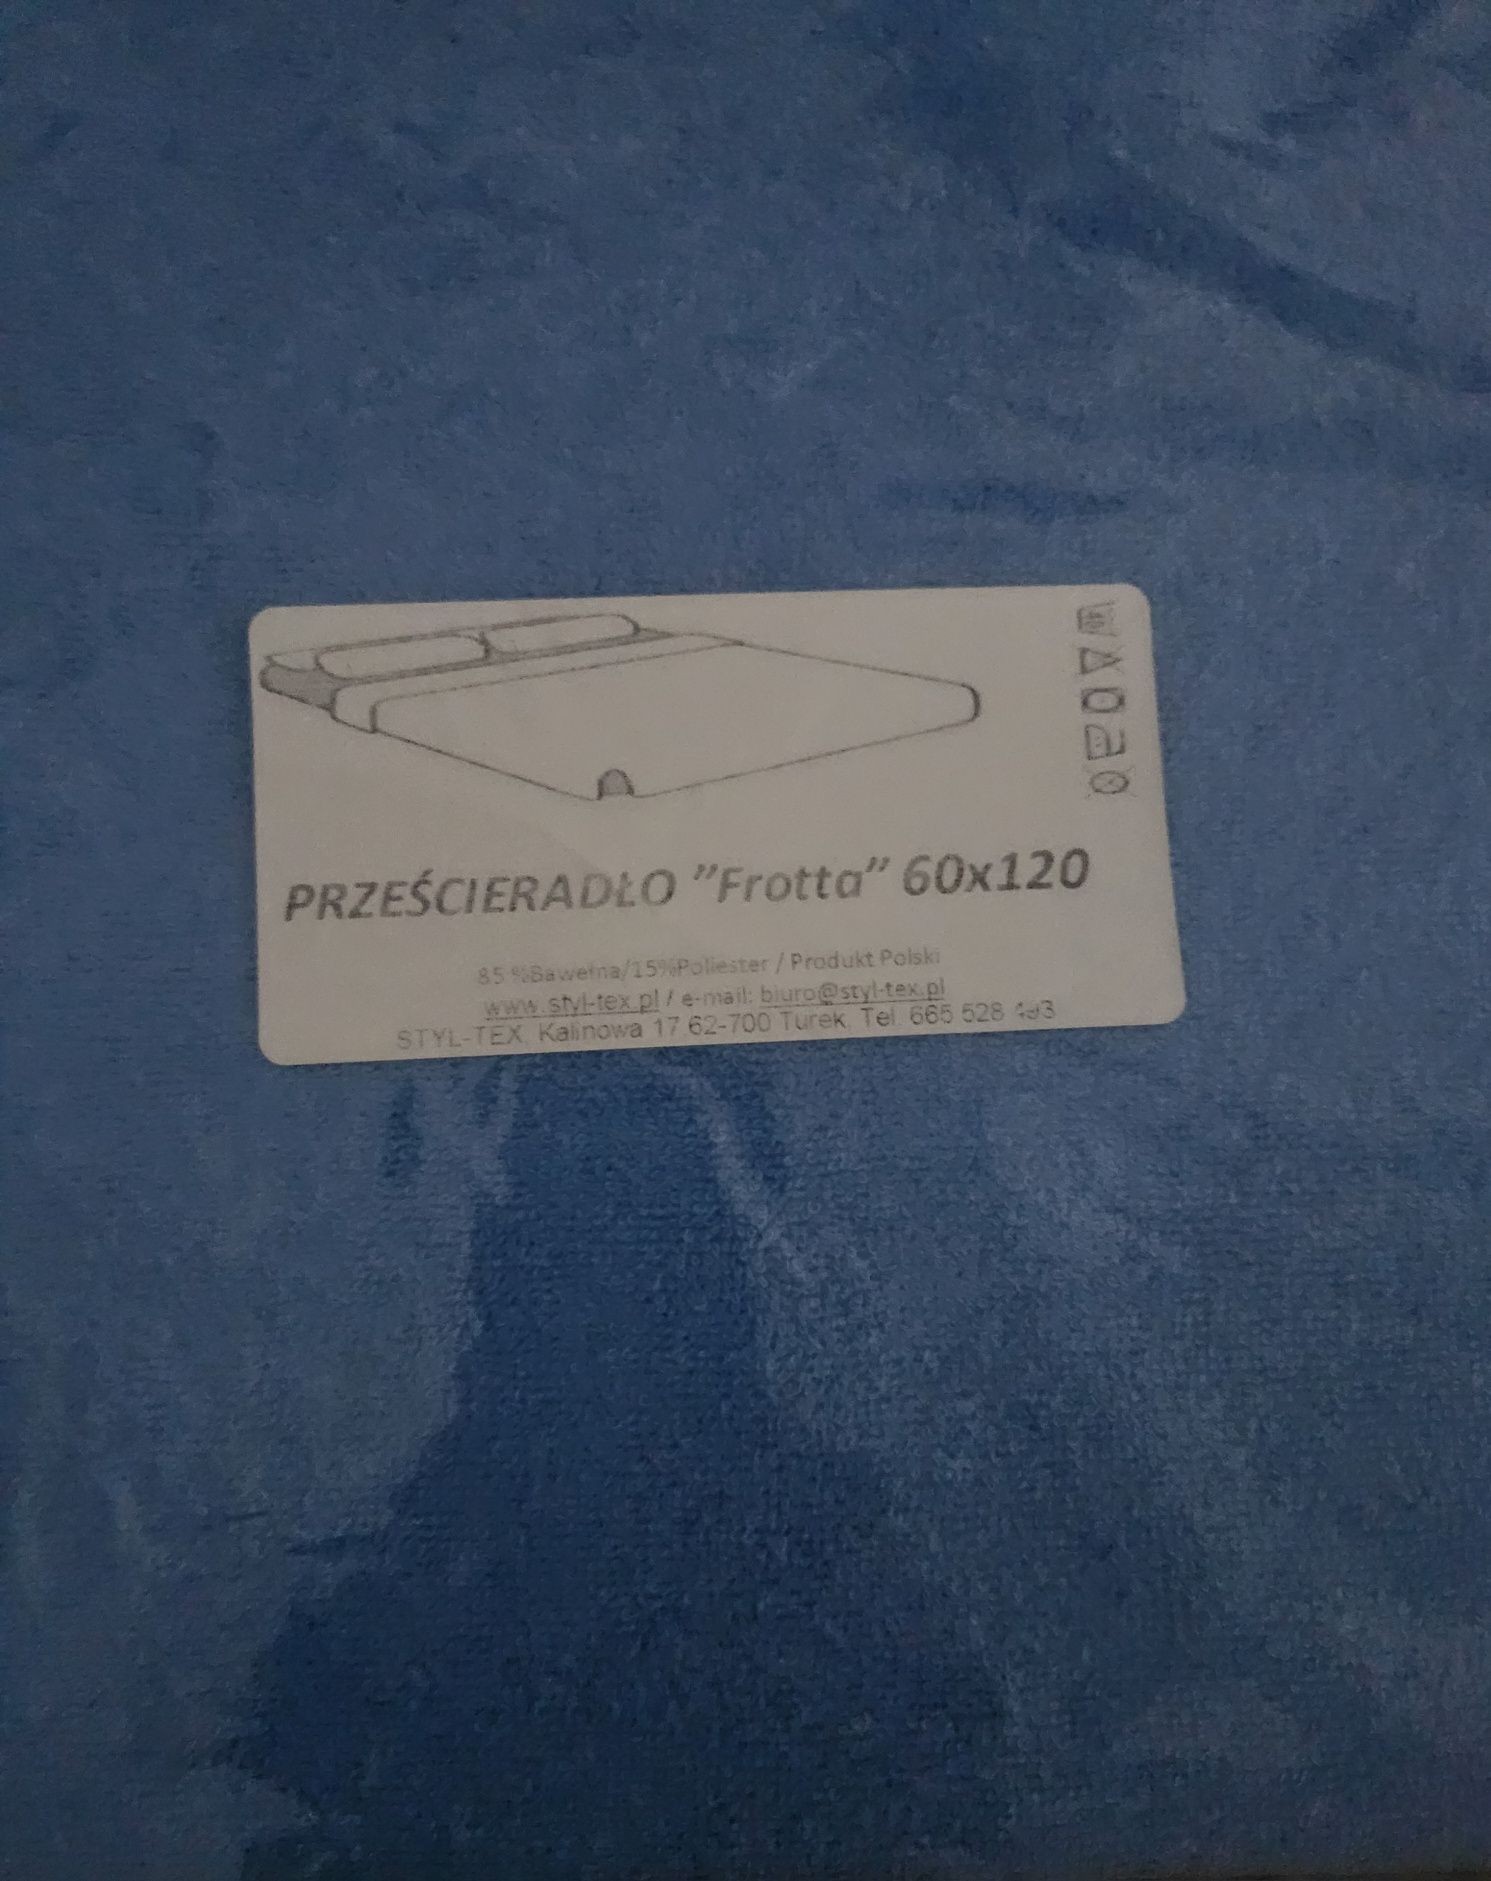 PRZEŚCIERADŁO ”Frotta” 60x120
85 %Bawełna/15%Poliester / Produkt Polski
www.styl-tex.pl / e-mail: biuro@styl-tex.pl
STYL-TEX, Kalinowa 17,62-700 Turek, Tel. 665 528